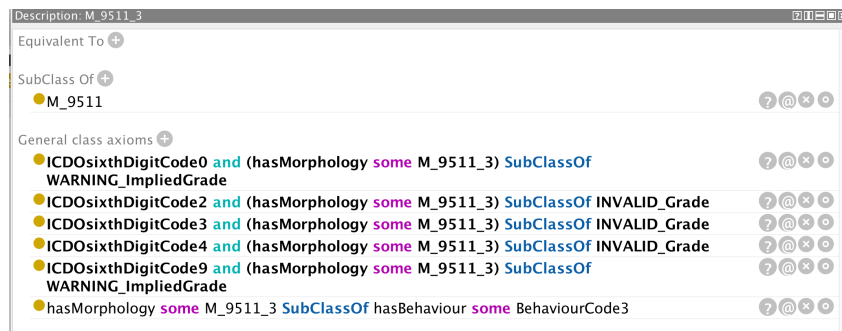 Description: M_9511_3
Equivalent To
SubClass Of
M_9511
General class axioms
ICDOsixthDigitCode0 and (hasMorphology some M_9511_3) SubClassOf
WARNING_ImpliedGrade
ICDOsixthDigitCode2 and (hasMorphology some M_9511_3) SubClassOf INVALID_Grade
ICDOsixthDigitCode3 and (hasMorphology some M_9511_3) SubClassOf INVALID_Grade
ICDOsixthDigitCode4 and (hasMorphology some M_9511_3) SubClassOf INVALID_Grade
ICDOsixthDigitCode9 and (hasMorphology some M_9511_3) SubClassOf
WARNING_ImpliedGrade
hasMorphology some M_9511_3 SubClassOf hasBehaviour some BehaviourCode3